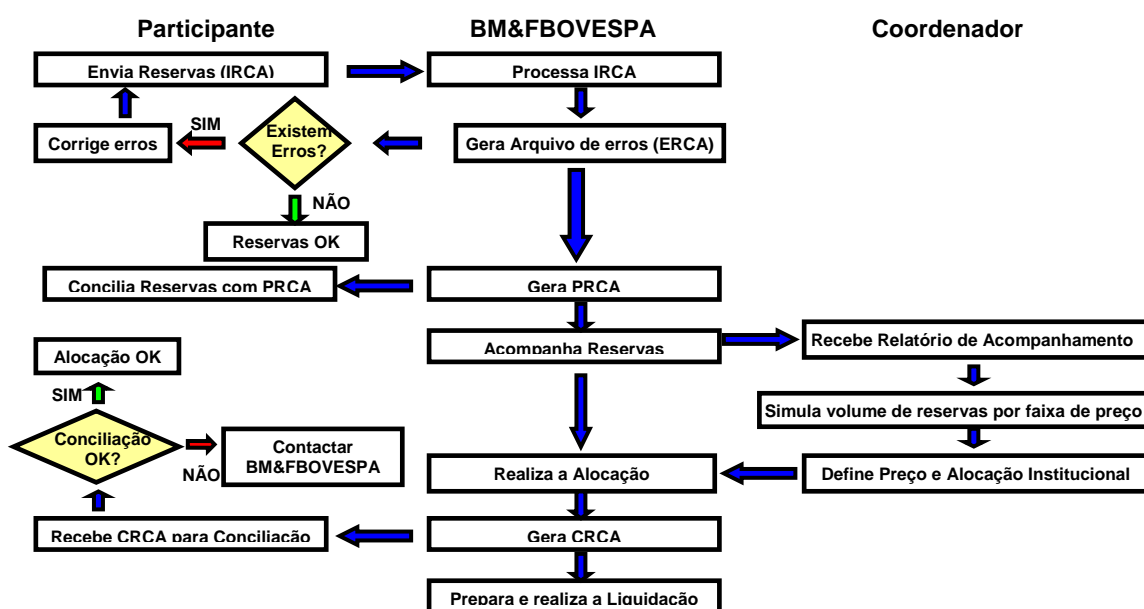 Participante
BM&FBOVESPA
Coordenador
Envia Reservas (IRCA)
Processa IRCA
SIM
Existem
Erros?
Corrige erros
Gera Arquivo de erros (ERCA)
NÃO
Reservas OK
Concilia Reservas com PRCA
Gera PRCA
Acompanha Reservas
Recebe Relatório de Acompanhamento
Alocação OK
SIM
Simula volume de reservas por faixa de preço
Conciliação
OK?
NÃO
Contactar
BM&FBOVESPA
Realiza a Alocação
Define Preço e Alocação Institucional
Recebe CRCA para Conciliação
Gera CRCA
Prepara e realiza a Liquidação